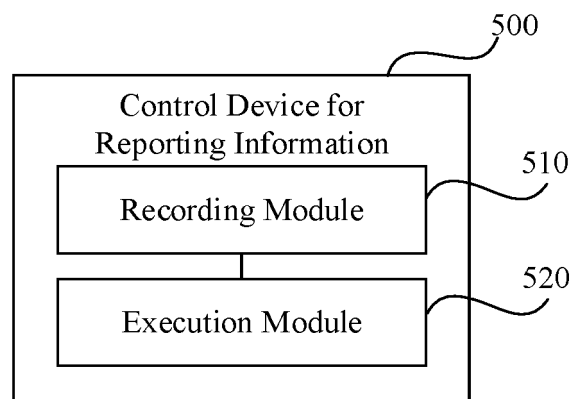 500
Control Device for
Reporting Information
510
Recording Module
520
Execution Module